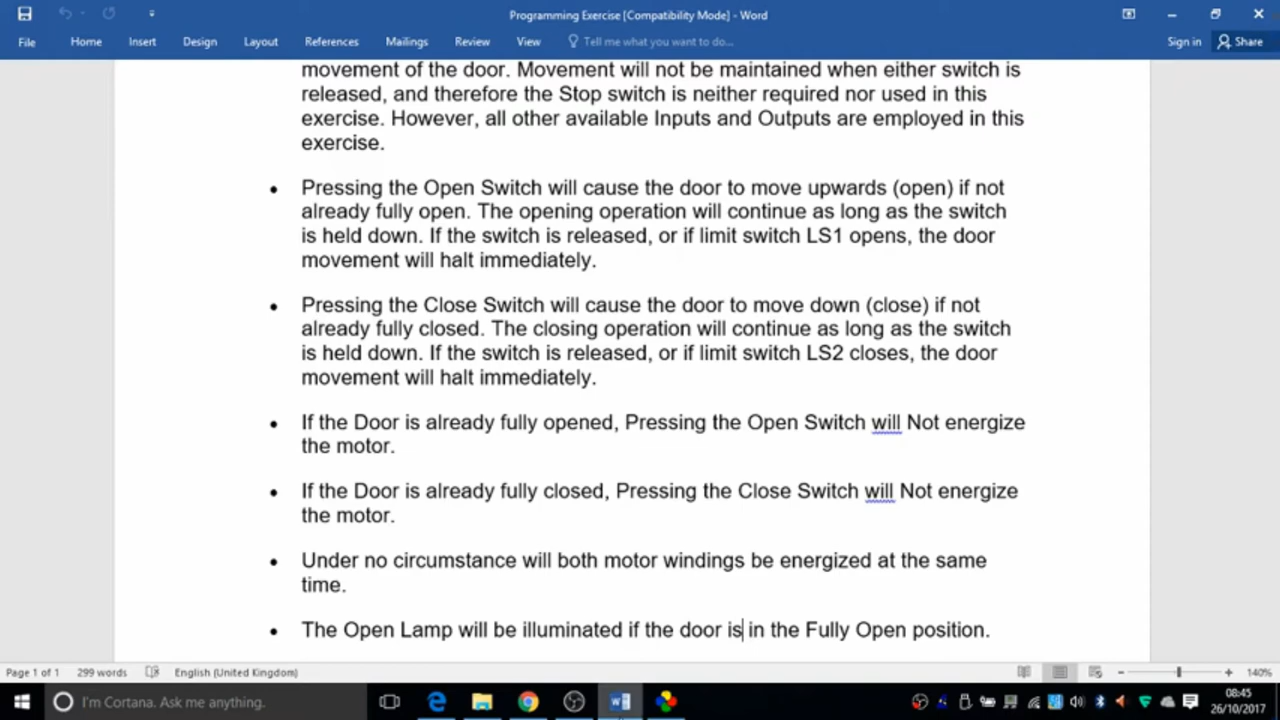 Programming Exercise [Compatibility Mode] - Word
File Home Insert Design Layout References Mailings Review View Tell me what you want to do... Sign in Share
movement of the door. Movement will not be maintained when either switch is
released, and therefore the Stop switch is neither required nor used in this
exercise. However, all other available Inputs and Outputs are employed in this
exercise.
• Pressing the Open Switch will cause the door to move upwards (open) if not
already fully open. The opening operation will continue as long as the switch
is held down. If the switch is released, or if limit switch LS1 opens, the door
movement will halt immediately.
• Pressing the Close Switch will cause the door to move down (close) if not
already fully closed. The closing operation will continue as long as the switch
is held down. If the switch is released, or if limit switch LS2 closes, the door
movement will halt immediately.
• If the Door is already fully opened, Pressing the Open Switch will Not energize
the motor.
• If the Door is already fully closed, Pressing the Close Switch will Not energize
the motor.
• Under no circumstance will both motor windings be energized at the same
time.
• The Open Lamp will be illuminated if the door is in the Fully Open position.
Page 1 of 1 299 words English (United Kingdom) 140%
I'm Cortana. Ask me anything. 08:45
26/10/2017